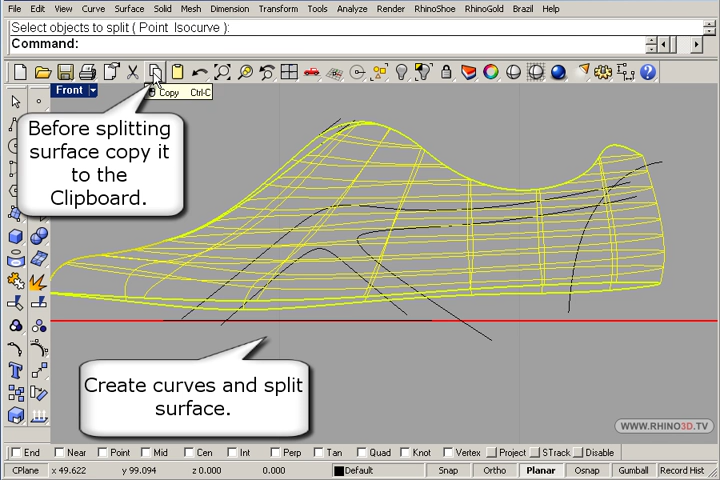 File Edit View Curve Surface Solid Mesh Dimension Transform Tools Analyze Render RhinoShoe RhinoGold Brazil Help
Select objects to split ( Point Isocurve ):
Command:
Front
Copy Ctrl-C
Before splitting
surface copy it
to the
Clipboard.
Create curves and split
surface.
WWW.RHINO3D.TV
End Near Point Mid Cen Int Perp Tan Quad Knot Vertex Project STrack Disable
CPlane x 49.622 y 99.094 z 0.000 0.000 Default Snap Ortho Planar Osnap Gumball Record Hist